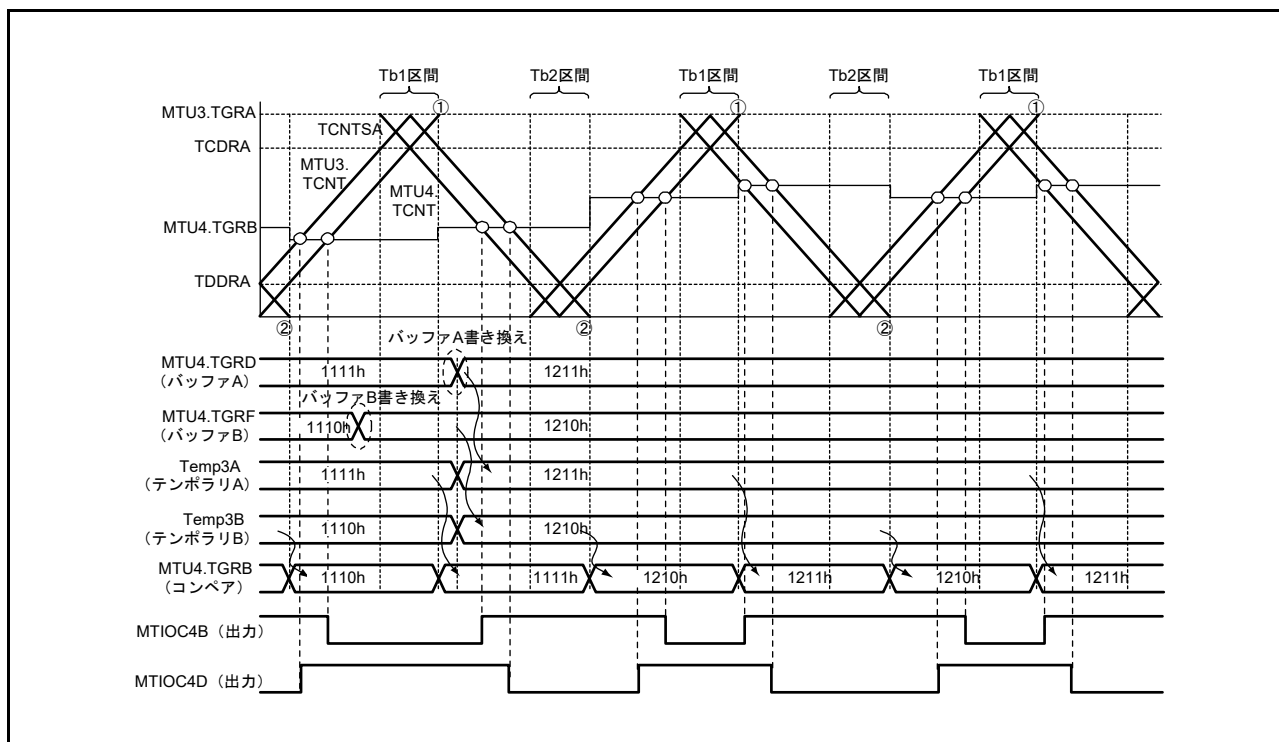 Tb1区間 Tb2区間 Tb1区間 Tb2区間 Tb1区間
MTU3.TGRA ① ① ①
TCNTSA
TCDRA
MTU3.
TCNT
MTU4
TCNT
MTU4.TGRB
TDDRA
② ② ②
バッファA書き換え
MTU4.TGRD
(バッファA)
1111h 1211h
バッファB書き換え
MTU4.TGRF
(バッファB)
1110h 1210h
Temp3A
(テンポラリA)
1111h 1211h
Temp3B
(テンポラリB)
1110h 1210h
MTU4.TGRB
(コンペア)
1110h 1111h 1210h 1211h 1210h 1211h
MTIOC4B(出力)
MTIOC4D(出力)